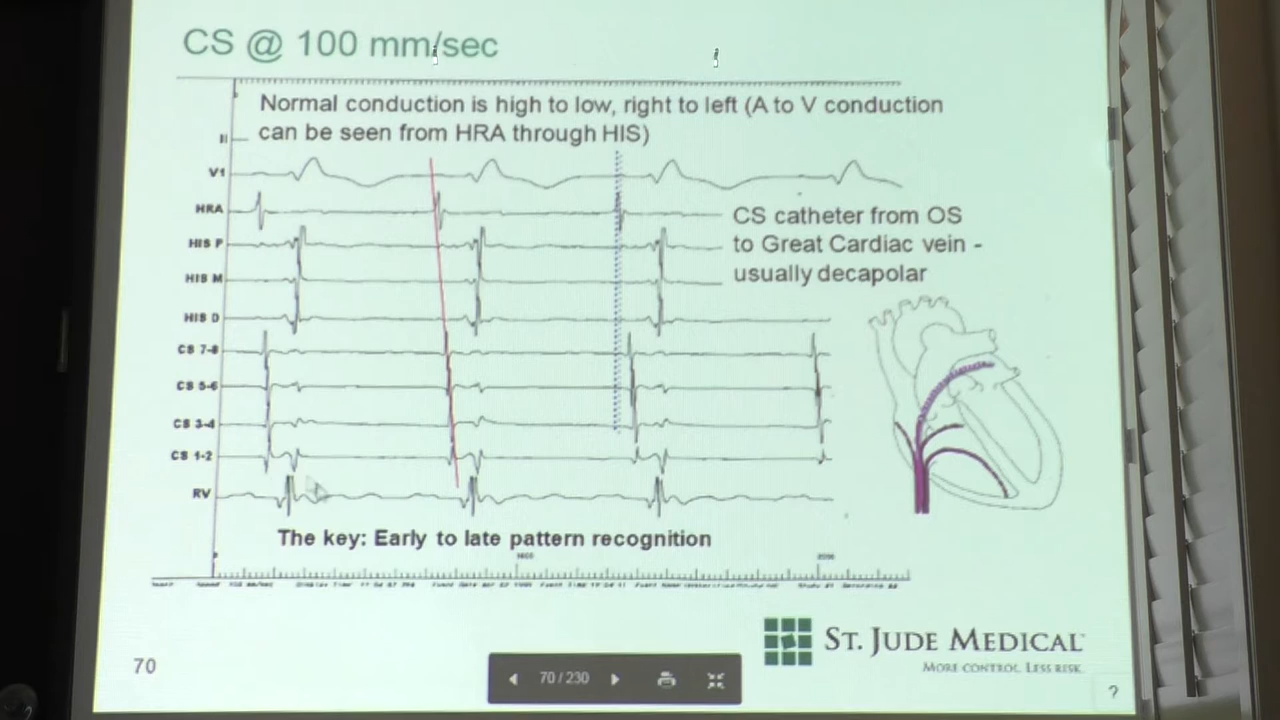 CS @ 100 mm/sec
Normal conduction is high to low, right to left (A to V conduction
can be seen from HRA through HIS)
II
V1
HRA
HIS P
HIS M
HIS D
CS 7-8
CS 5-6
CS 3-4
CS 1-2
RV
CS catheter from OS
to Great Cardiac vein -
usually decapolar
The key: Early to late pattern recognition
ST. JUDE MEDICAL
MORE CONTROL. LESS RISK.
70
70 / 230
?